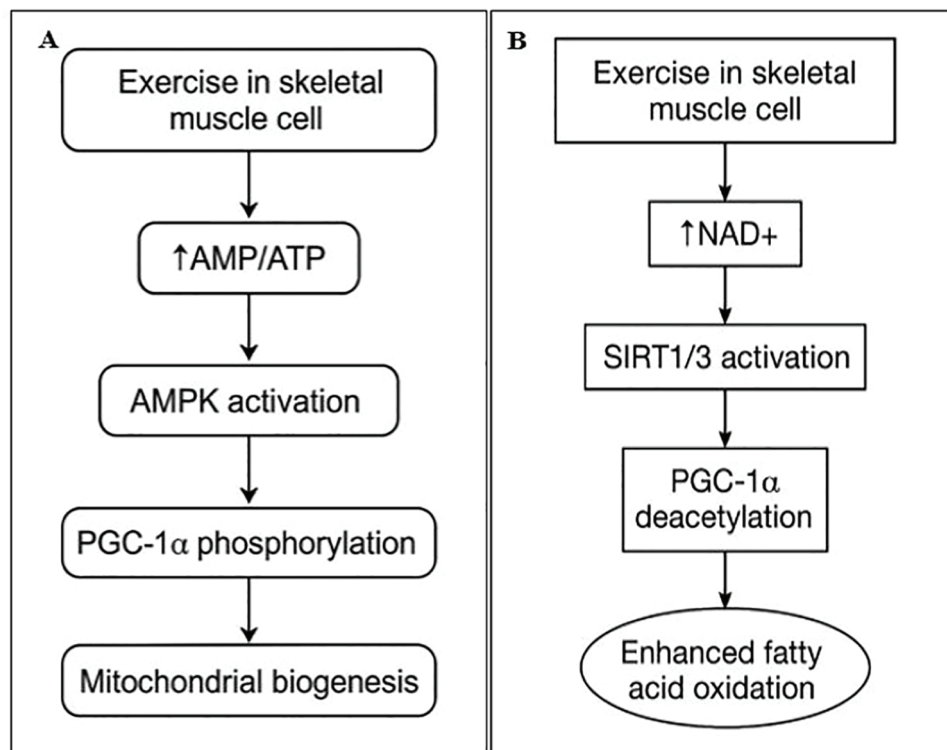 A
Exercise in skeletal
muscle cell
↑AMP/ATP
AMPK activation
PGC-1α phosphorylation
Mitochondrial biogenesis
B
Exercise in skeletal
muscle cell
↑NAD+
SIRT1/3 activation
PGC-1α
deacetylation
Enhanced fatty
acid oxidation